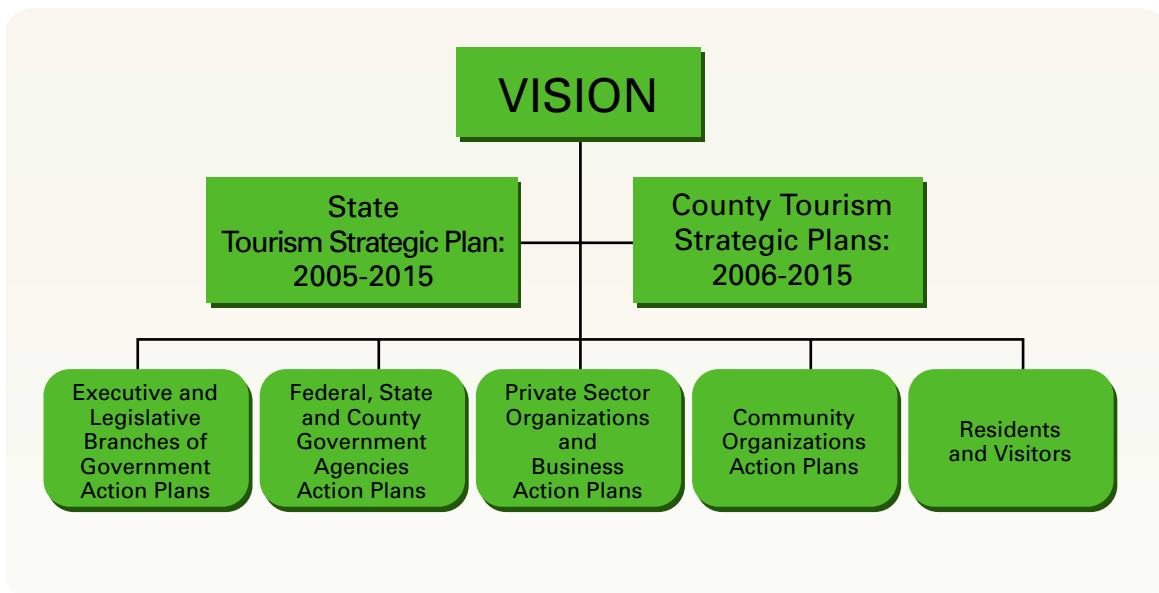 VISION
State
Tourism Strategic Plan:
2005-2015
County Tourism
Strategic Plans:
2006-2015
Executive and
Legislative
Branches of
Government
Action Plans
Federal, State
and County
Government
Agencies
Action Plans
Private Sector
Organizations
and
Business
Action Plans
Community
Organizations
Action Plans
Residents
and Visitors